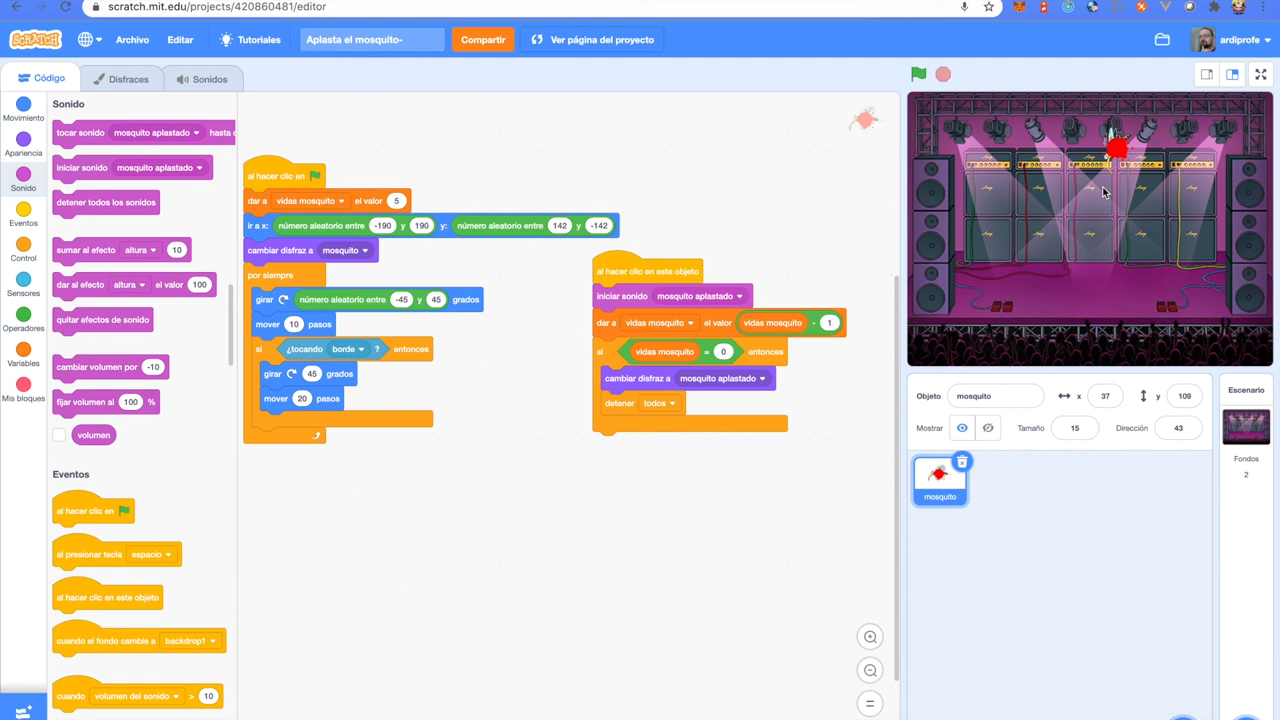 scratch.mit.edu/projects/420860481/editor
SCRATCH Archivo Editar Tutoriales Aplasta el mosquito- Compartir Ver página del proyecto ardiprofe
Código Disfraces Sonidos
Movimiento
Apariencia
Sonido
Eventos
Control
Sensores
Operadores
Variables
Mis bloques
Sonido
tocar sonido mosquito aplastado hasta
iniciar sonido mosquito aplastado
detener todos los sonidos
sumar al efecto altura 10
dar al efecto altura el valor 100
quitar efectos de sonido
cambiar volumen por -10
fijar volumen al 100 %
volumen
Eventos
al hacer clic en
al presionar tecla espacio
al hacer clic en este objeto
cuando el fondo cambie a backdrop1
cuando volumen del sonido > 10
al hacer clic en
dar a vidas mosquito el valor 5
ir a x: número aleatorio entre -190 y 190 y: número aleatorio entre 142 y -142
cambiar disfraz a mosquito
por siempre
girar número aleatorio entre -45 y 45 grados
mover 10 pasos
si ¿tocando borde ? entonces
girar 45 grados
mover 20 pasos
al hacer clic en este objeto
iniciar sonido mosquito aplastado
dar a vidas mosquito el valor vidas mosquito - 1
si vidas mosquito = 0 entonces
cambiar disfraz a mosquito aplastado
detener todos
Objeto mosquito x 37 y 109
Mostrar Tamaño 15 Dirección 43
mosquito
Escenario
Fondos
2